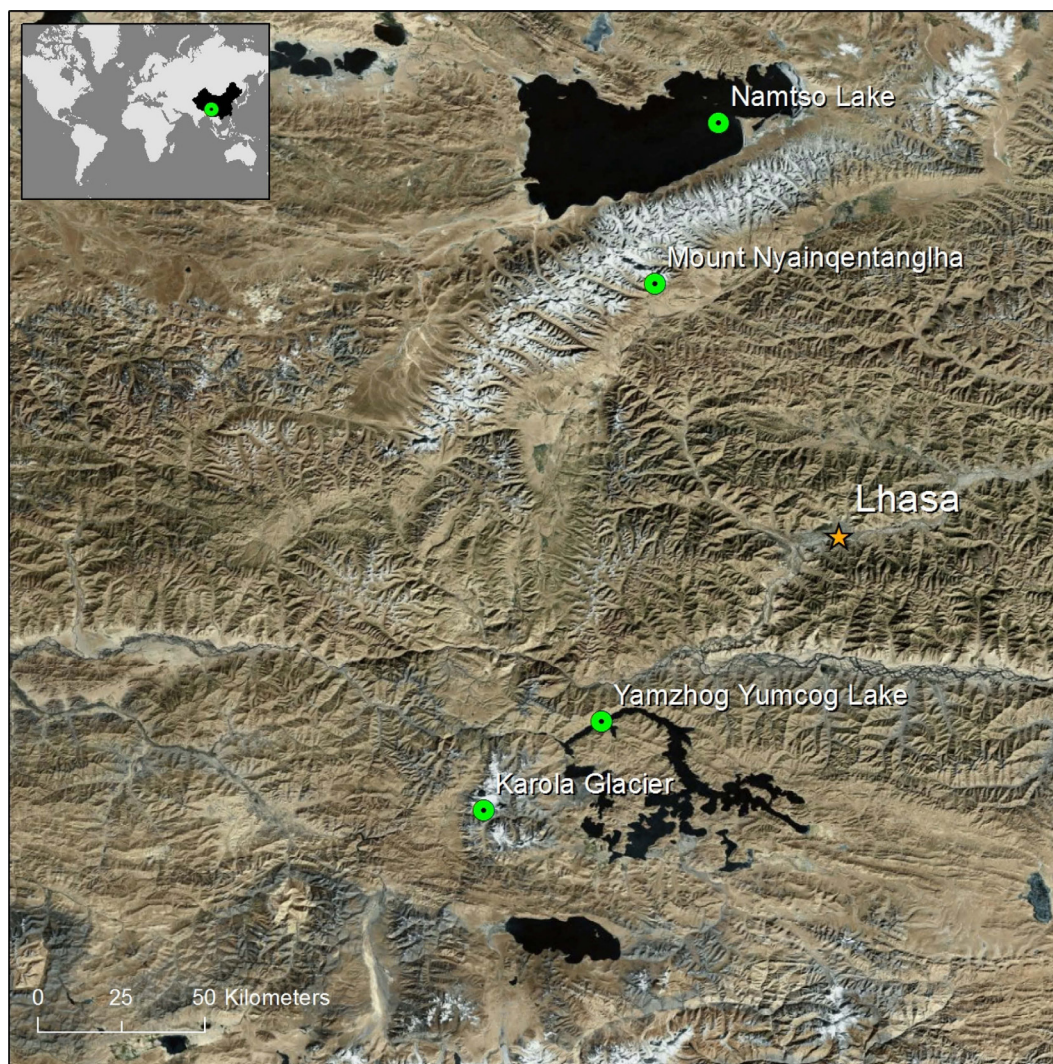 Namtso Lake
Mount Nyainqentanglha
Lhasa
Yamzhog Yumcog Lake
Karola Glacier
0 25 50 Kilometers